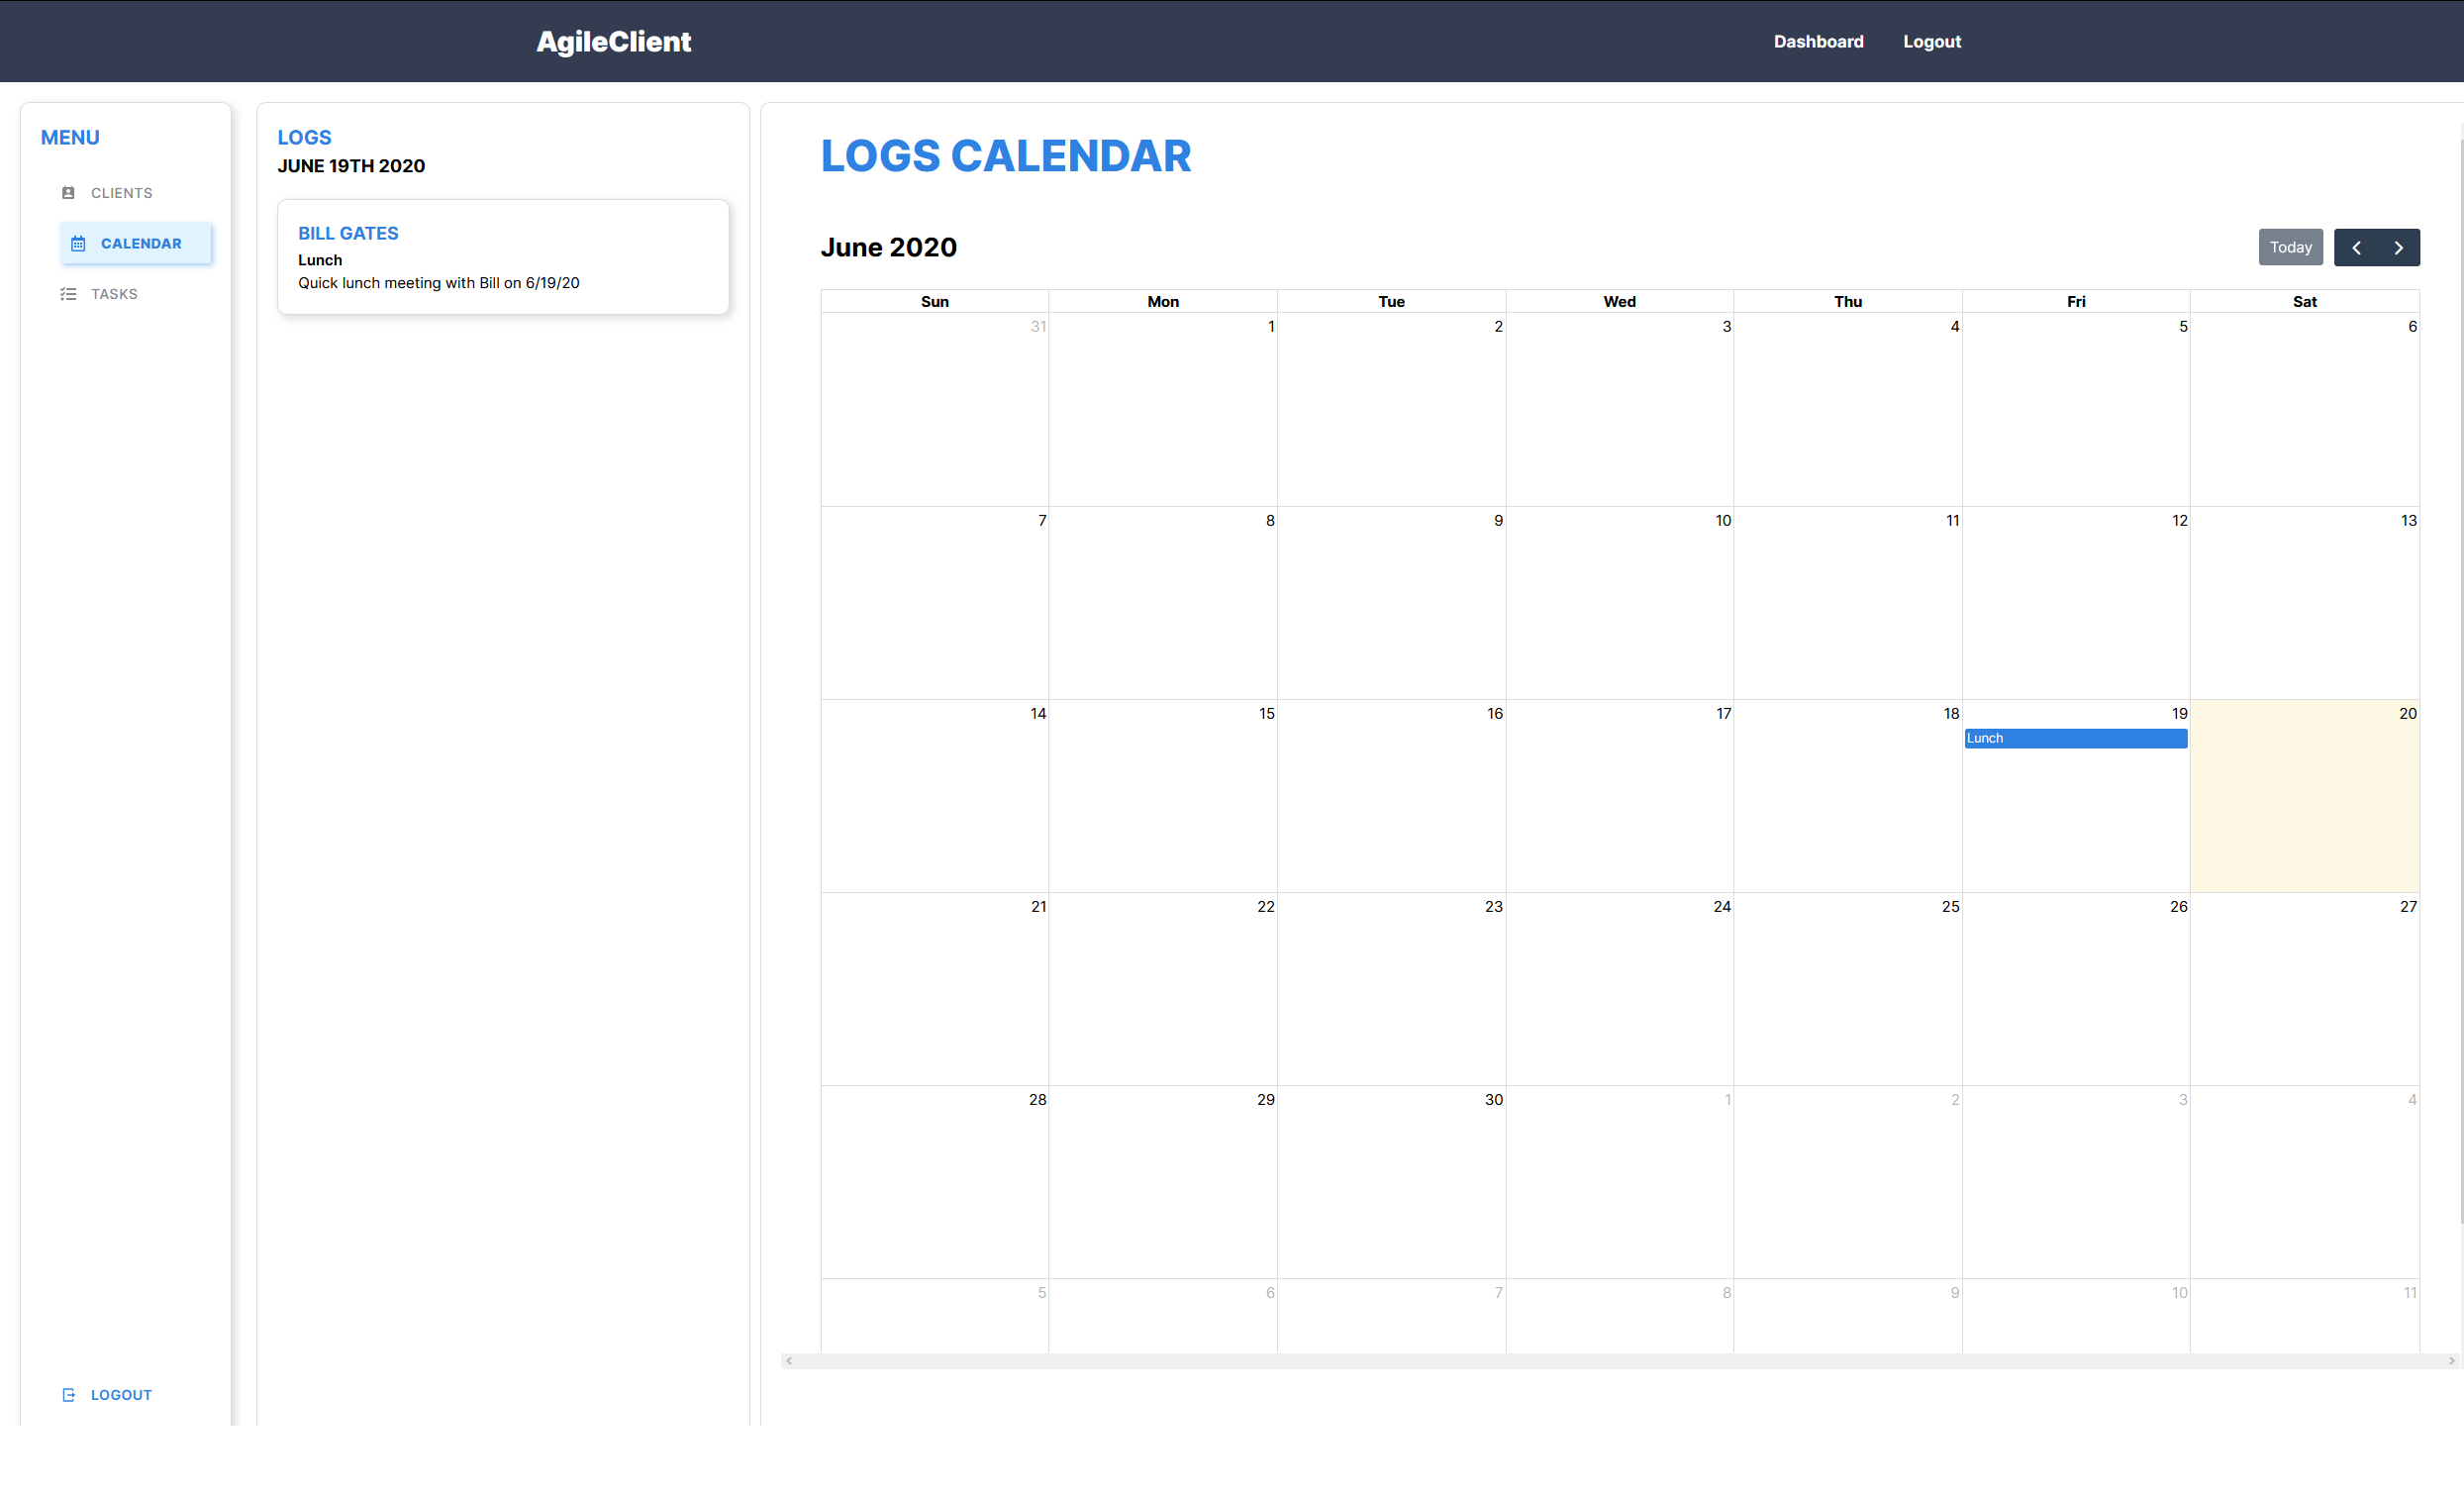 AgileClient
Dashboard Logout
MENU
CLIENTS
CALENDAR
TASKS
LOGOUT
LOGS
JUNE 19TH 2020
BILL GATES
Lunch
Quick lunch meeting with Bill on 6/19/20
LOGS CALENDAR
June 2020
Today
Sun Mon Tue Wed Thu Fri Sat
31 1 2 3 4 5 6
7 8 9 10 11 12 13
14 15 16 17 18 19 20
Lunch
21 22 23 24 25 26 27
28 29 30 1 2 3 4
5 6 7 8 9 10 11